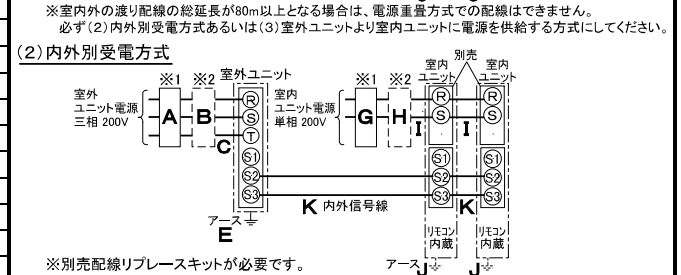 ※室内外の渡り配線の総延長が80m以上となる場合は、電源重畳方式での配線はできません。
必ず(2)内外別受電方式あるいは(3)室外ユニットより室内ユニットに電源を供給する方式にしてください。
(2)内外別受電方式
別売
※1 ※2 室外ユニット ※1 ※2 室内ユニット 室内ユニット
室外
ユニット電源
三相 200V
A B C
R
S
T
S1
S2
S3
室内
ユニット電源
単相 200V
G H I I
R
S
S1
S2
S3
R
S
S1
S2
S3
K 内外信号線 K
アース
E
リモコン
内蔵
リモコン
内蔵
アース J J
※別売配線リプレースキットが必要です。